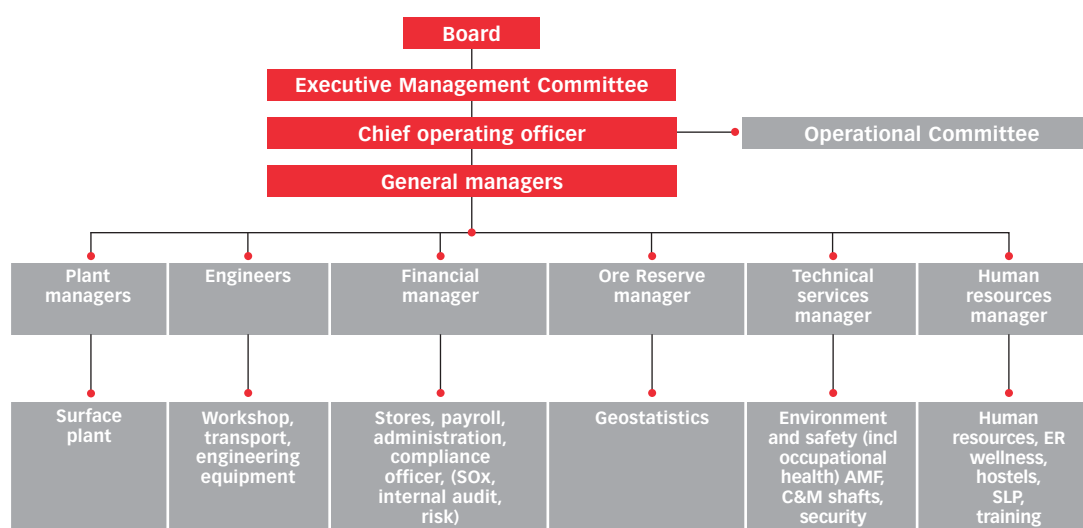 Board
Executive Management Committee
Chief operating officer
Operational Committee
General managers
Plant
managers
Engineers
Financial
manager
Ore Reserve
manager
Technical
services
manager
Human
resources
manager
Surface
plant
Workshop,
transport,
engineering
equipment
Stores, payroll,
administration,
compliance
officer, (SOx,
internal audit,
risk)
Geostatistics
Environment
and safety (incl
occupational
health) AMF,
C&M shafts,
security
Human
resources, ER
wellness,
hostels,
SLP,
training